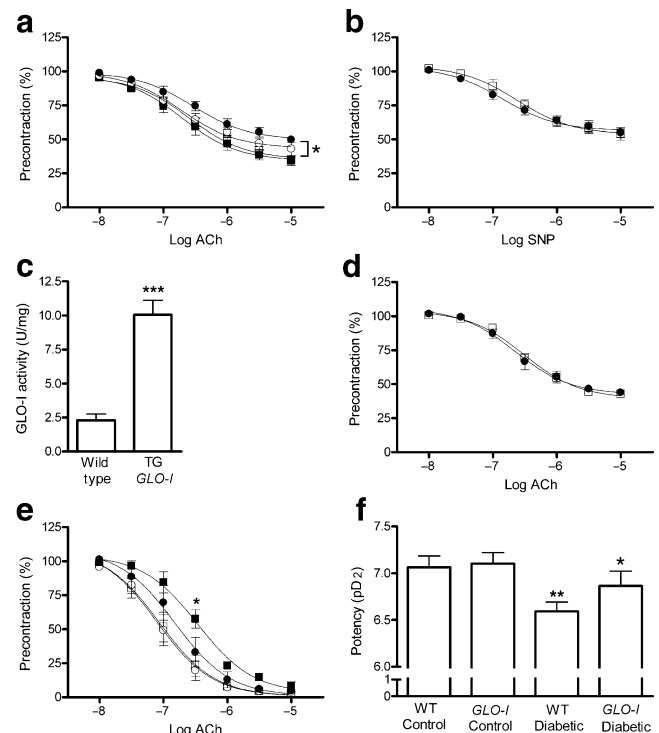 a
125
100
75
50
25
0
Precontraction (%)
*
−8 −7 −6 −5
Log ACh
b
125
100
75
50
25
0
Precontraction (%)
−8 −7 −6 −5
Log SNP
c
12.5
10.0
7.5
5.0
2.5
0.0
GLO-I activity (U/mg)
***
Wild TG
type GLO-I
d
125
100
75
50
25
0
Precontraction (%)
−8 −7 −6 −5
Log ACh
e
125
100
75
50
25
0
Precontraction (%)
*
−8 −7 −6 −5
Log ACh
f
7.5
7.0
6.5
6.0
1
0
Potency (pD2)
** *
WT GLO-I WT GLO-I
Control Control Diabetic Diabetic